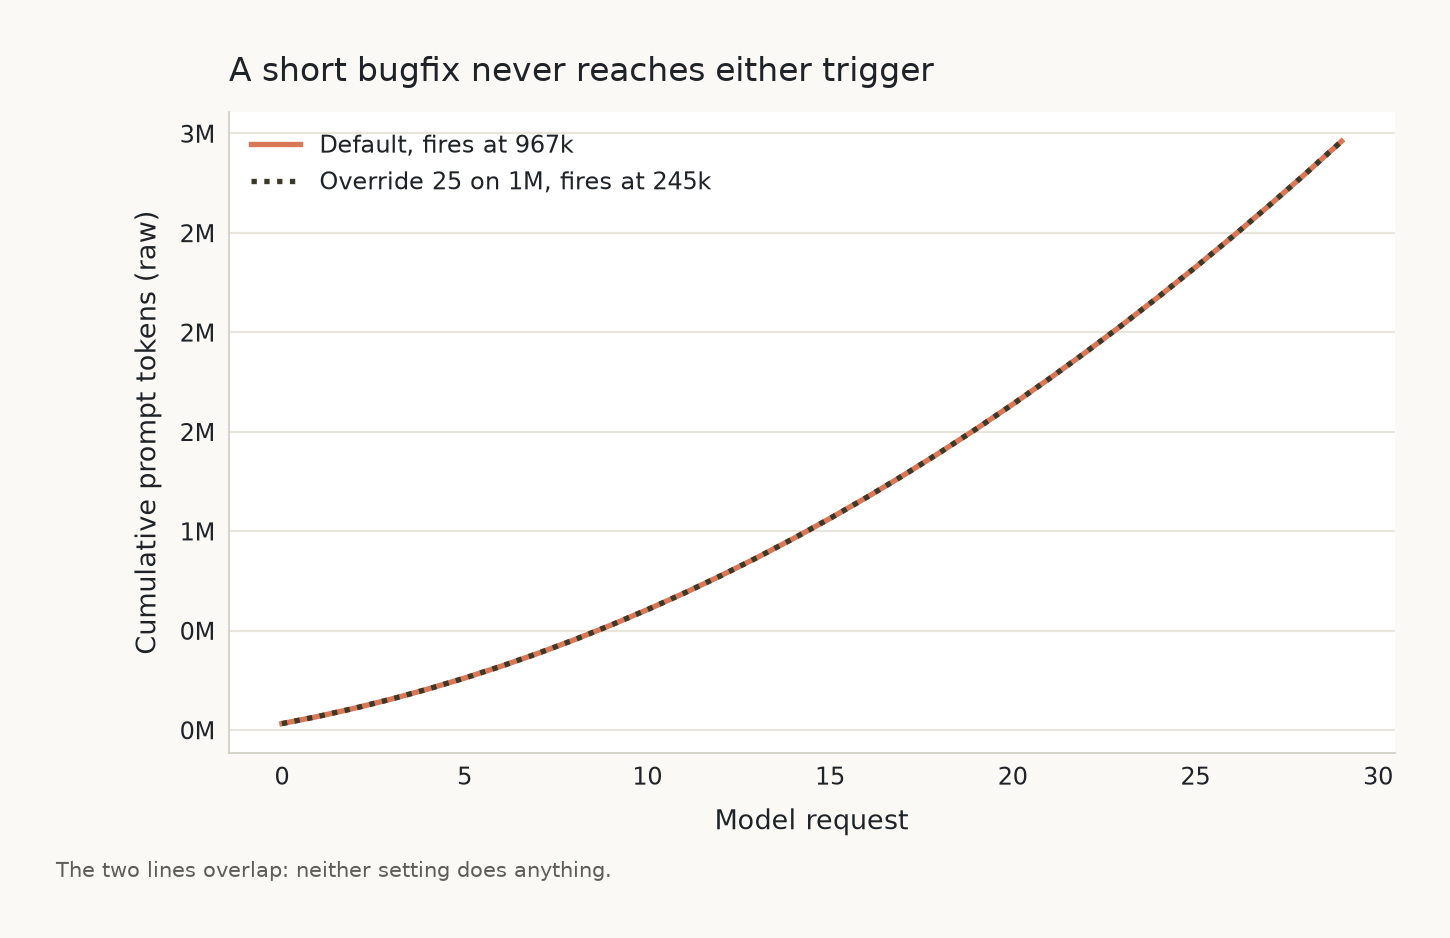 A short bugfix never reaches either trigger
Default, fires at 967k
Override 25 on 1M, fires at 245k
Cumulative prompt tokens (raw)
3M
2M
2M
2M
1M
0M
0M
0
5
10
15
20
25
30
Model request
The two lines overlap: neither setting does anything.